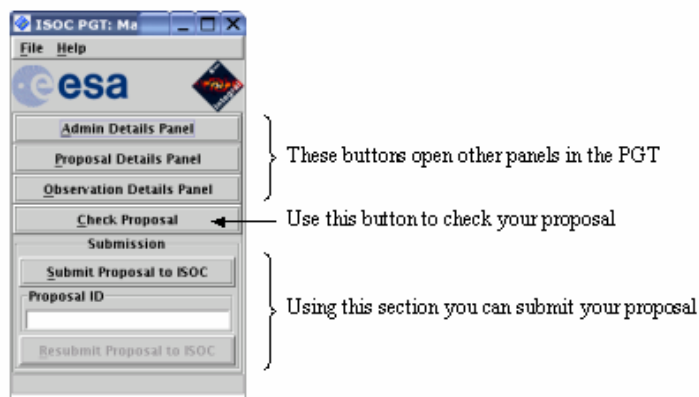 ISOC PGT: Ma
File Help
esa
integral
Admin Details Panel
Proposal Details Panel
Observation Details Panel
These buttons open other panels in the PGT
Check Proposal
Use this button to check your proposal
Submission
Submit Proposal to ISOC
Proposal ID
Resubmit Proposal to ISOC
Using this section you can submit your proposal